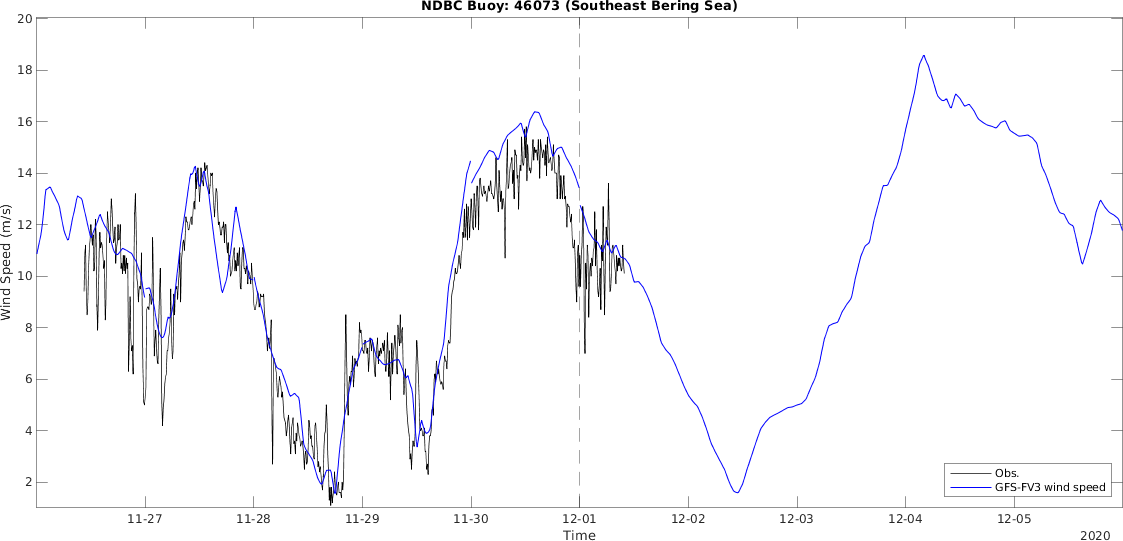 NDBC Buoy: 46073 (Southeast Bering Sea)
20
18
16
14
12
10
8
6
4
2
Wind Speed (m/s)
Obs.
GFS-FV3 wind speed
11-27 11-28 11-29 11-30 12-01 12-02 12-03 12-04 12-05
Time
2020